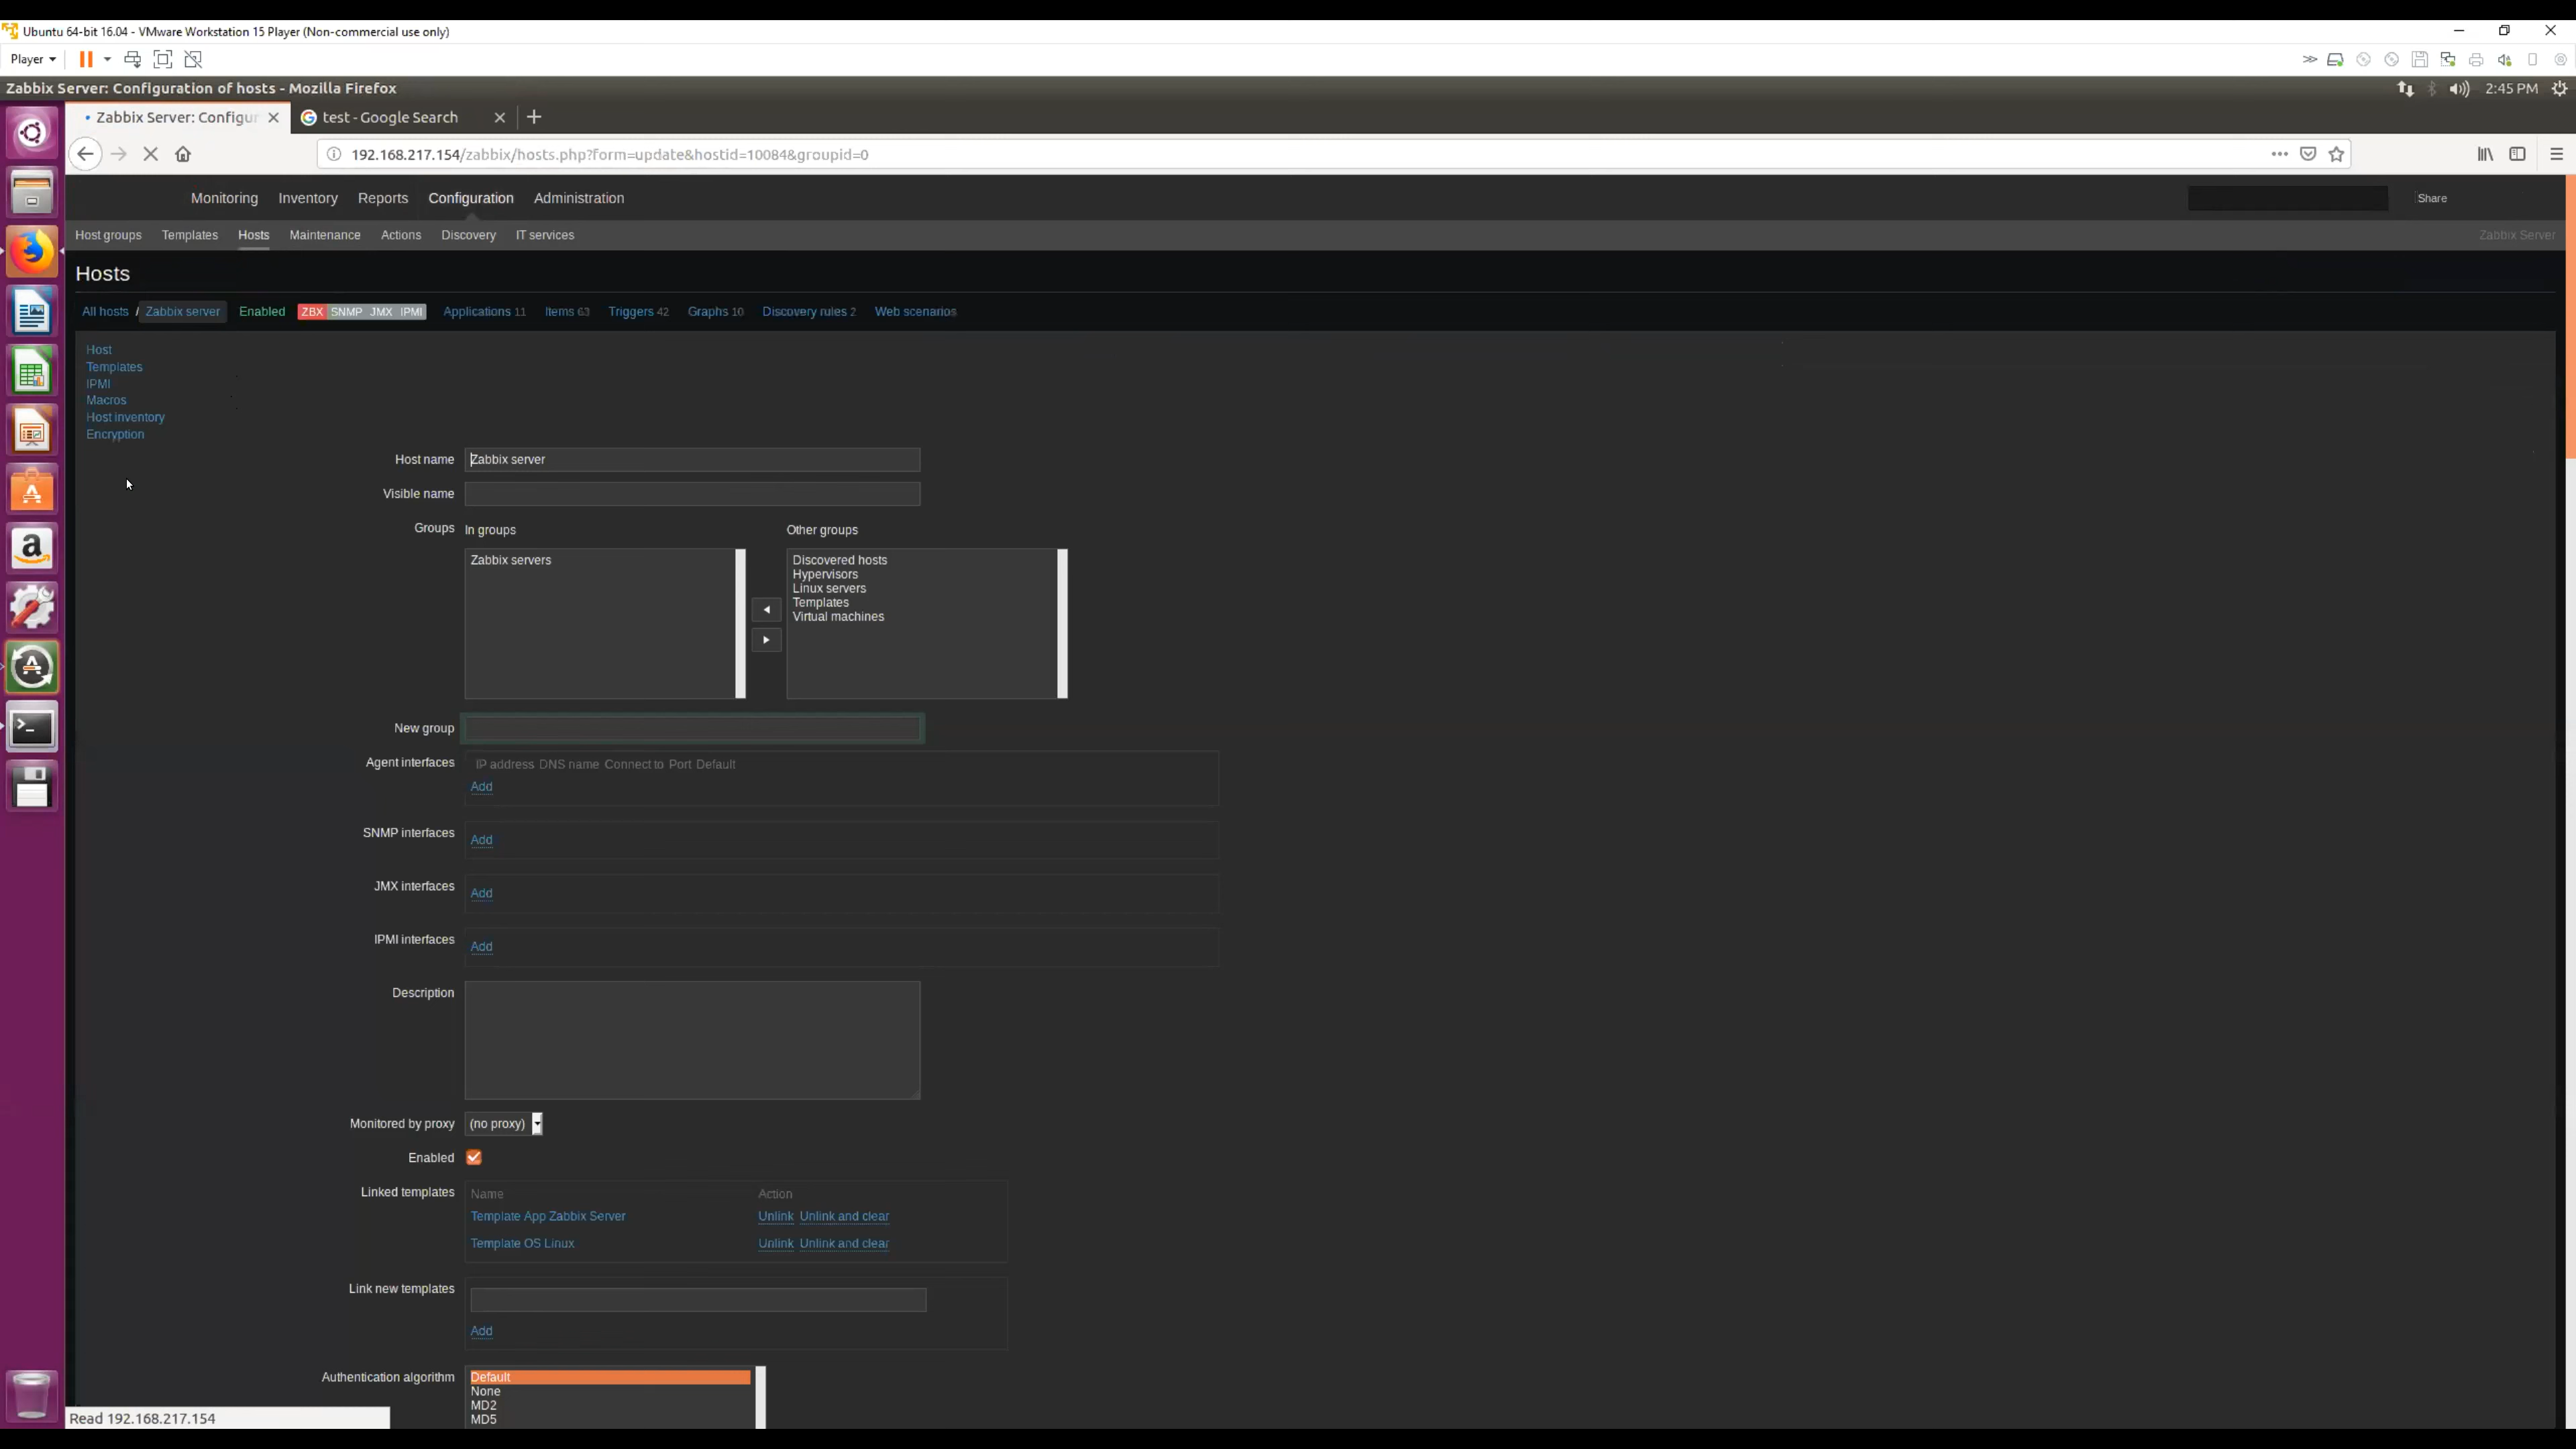 Ubuntu 64-bit 16.04 - VMware Workstation 15 Player (Non-commercial use only)
Player
Zabbix Server: Configuration of hosts - Mozilla Firefox
2:45 PM
Zabbix Server: Configur
test - Google Search
192.168.217.154/zabbix/hosts.php?form=update&hostid=10084&groupid=0
Monitoring Inventory Reports Configuration Administration
Share
Host groups Templates Hosts Maintenance Actions Discovery IT services
Zabbix Server
Hosts
All hosts / Zabbix server Enabled ZBX SNMP JMX IPMI Applications 11 Items 63 Triggers 42 Graphs 10 Discovery rules 2 Web scenarios
Host
Templates
IPMI
Macros
Host inventory
Encryption
Host name Zabbix server
Visible name
Groups In groups Other groups
Zabbix servers
Discovered hosts
Hypervisors
Linux servers
Templates
Virtual machines
New group
Agent interfaces IP address DNS name Connect to Port Default
Add
SNMP interfaces
Add
JMX interfaces
Add
IPMI interfaces
Add
Description
Monitored by proxy (no proxy)
Enabled
Linked templates Name Action
Template App Zabbix Server Unlink Unlink and clear
Template OS Linux Unlink Unlink and clear
Link new templates
Add
Authentication algorithm Default
None
MD2
MD5
Read 192.168.217.154